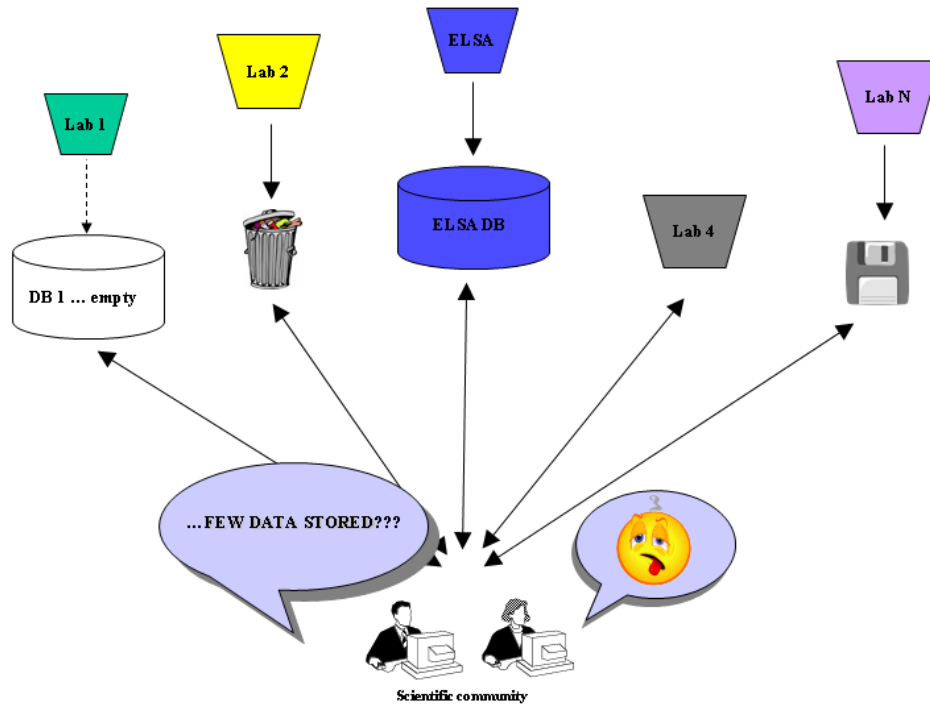 ELSA
Lab 2
Lab N
Lab 1
ELSA DB
Lab 4
DB 1 ... empty
...FEW DATA STORED???
Scientific community